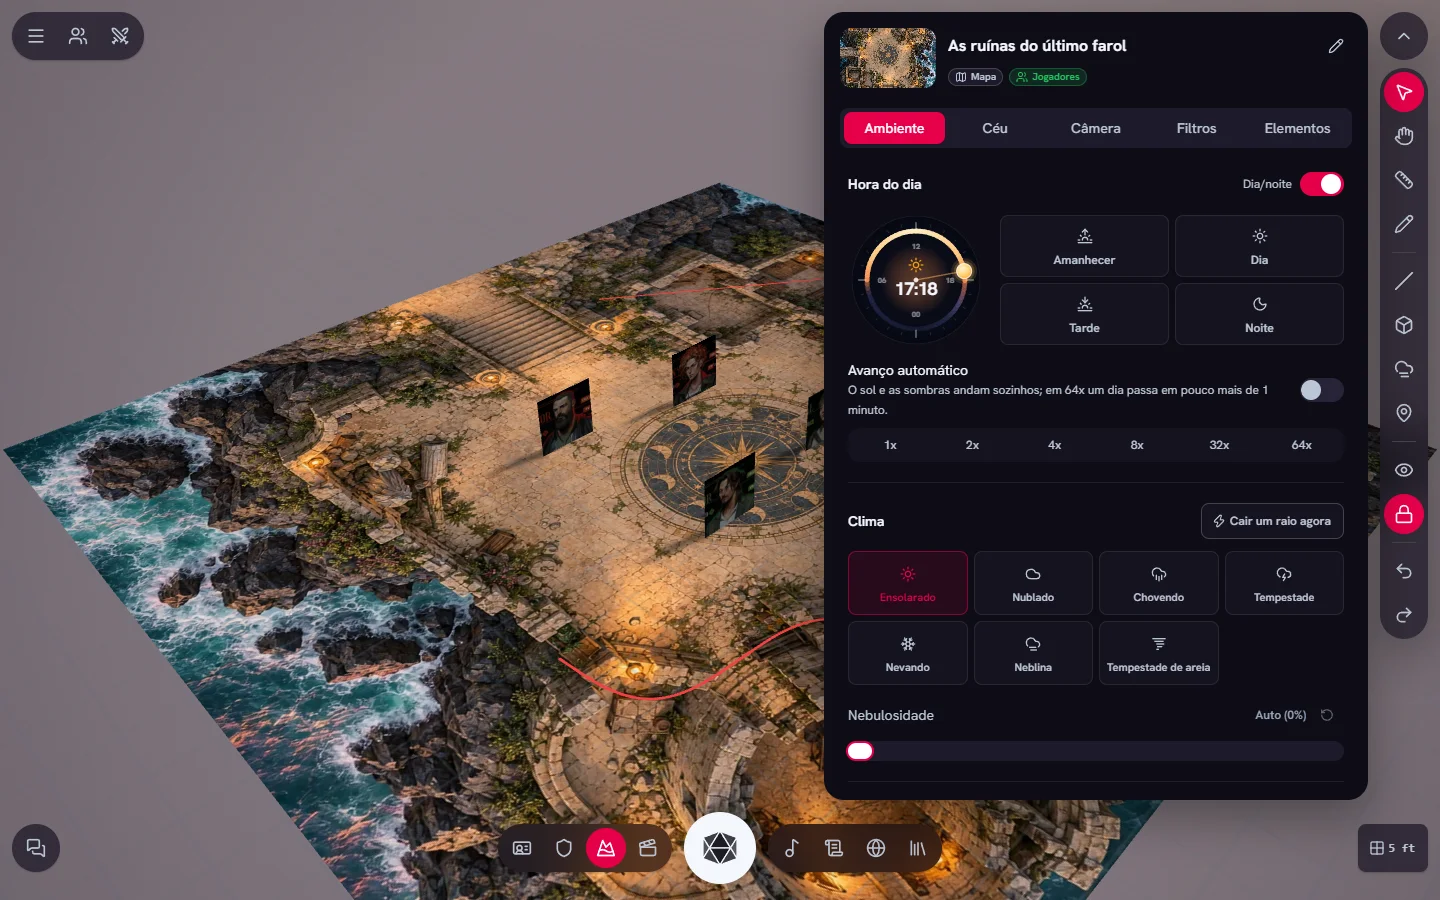 As ruínas do último farol
Mapa
Jogadores
Ambiente
Céu
Câmera
Filtros
Elementos
Hora do dia
Dia/noite
12
06
18
17:18
00
Amanhecer
Dia
Tarde
Noite
Avanço automático
O sol e as sombras andam sozinhos; em 64x um dia passa em pouco mais de 1
minuto.
1x
2x
4x
8x
32x
64x
Clima
Cair um raio agora
Ensolarado
Nublado
Chovendo
Tempestade
Nevando
Neblina
Tempestade de areia
Nebulosidade
Auto (0%)
5 ft